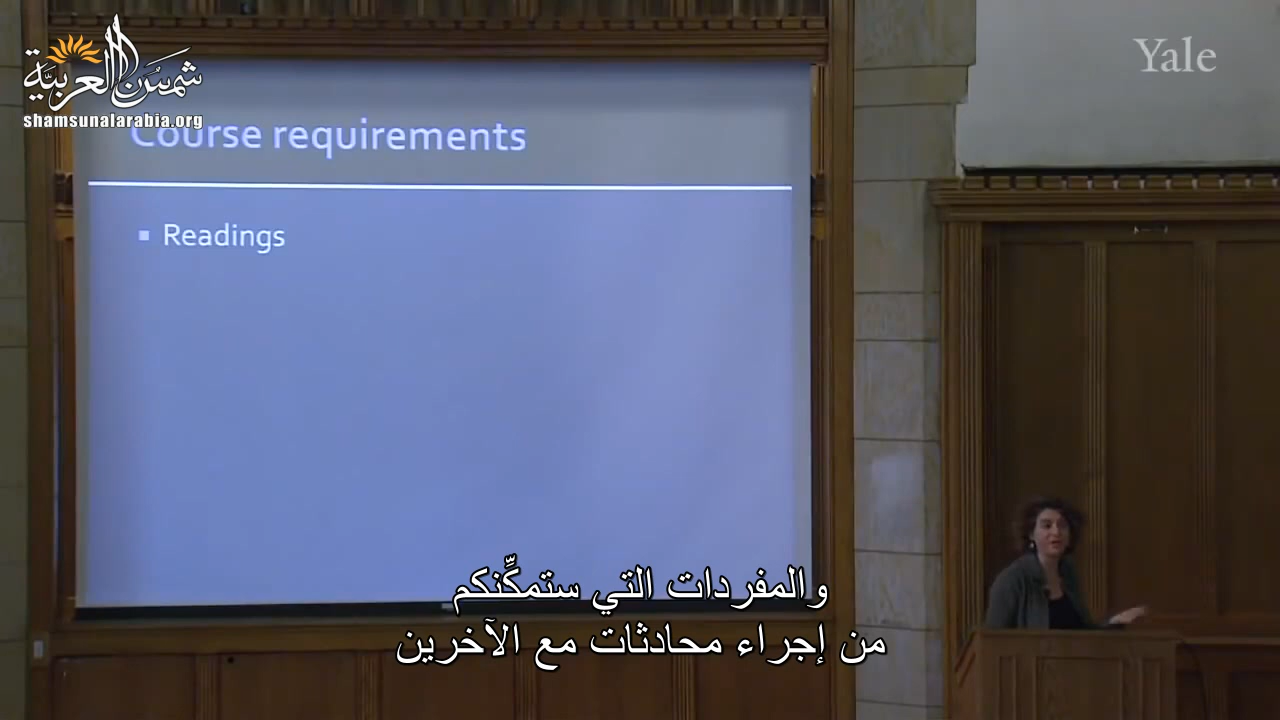 شمس العربية
shamsunalarabia.org
Yale
Course requirements
Readings
والمفردات التي ستمكِّنكم
من إجراء محادثات مع الآخرين